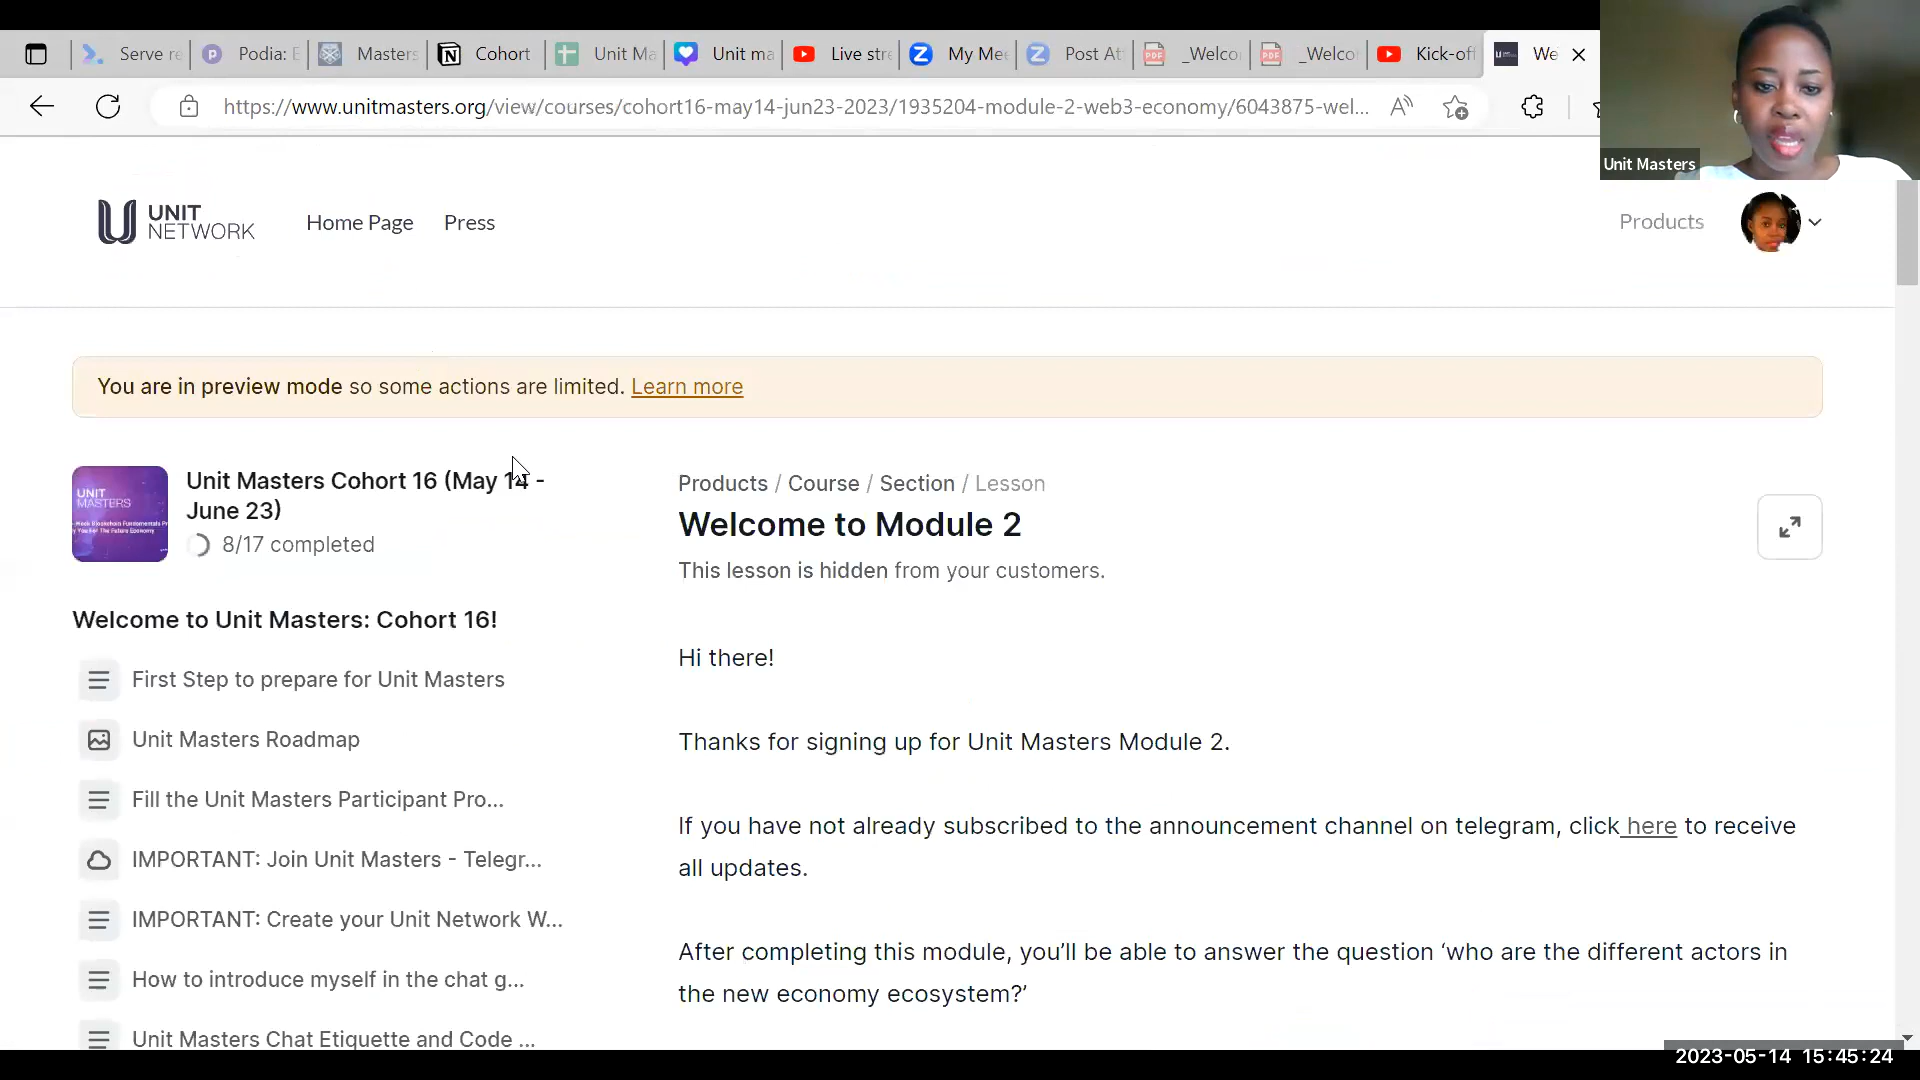 Serve re
Podia: E
Masters
Cohort
Unit Ma
Unit ma
Live stre
My Mee
Post Att
_Welco
_Welco
Kick-off
We
https://www.unitmasters.org/view/courses/cohort16-may14-jun23-2023/1935204-module-2-web3-economy/6043875-wel...
Unit Masters
UNIT
NETWORK
Home Page
Press
Products
You are in preview mode so some actions are limited. Learn more
UNIT
MASTERS
Unit Masters Cohort 16 (May 14 -
June 23)
8/17 completed
Products / Course / Section / Lesson
Welcome to Module 2
This lesson is hidden from your customers.
Welcome to Unit Masters: Cohort 16!
First Step to prepare for Unit Masters
Unit Masters Roadmap
Fill the Unit Masters Participant Pro...
IMPORTANT: Join Unit Masters - Telegr...
IMPORTANT: Create your Unit Network W...
How to introduce myself in the chat g...
Unit Masters Chat Etiquette and Code ...
Hi there!
Thanks for signing up for Unit Masters Module 2.
If you have not already subscribed to the announcement channel on telegram, click here to receive
all updates.
After completing this module, you’ll be able to answer the question ‘who are the different actors in
the new economy ecosystem?’
2023-05-14 15:45:24